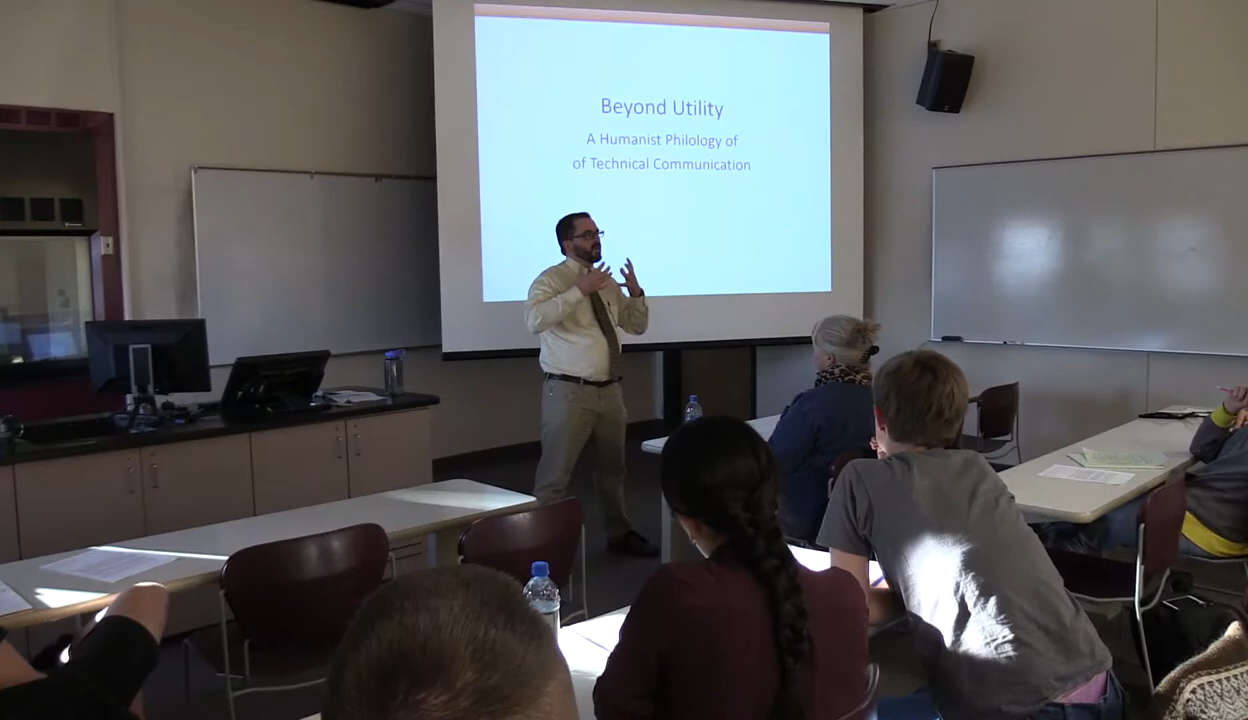 Beyond Utility
A Humanist Philology of
of Technical Communication